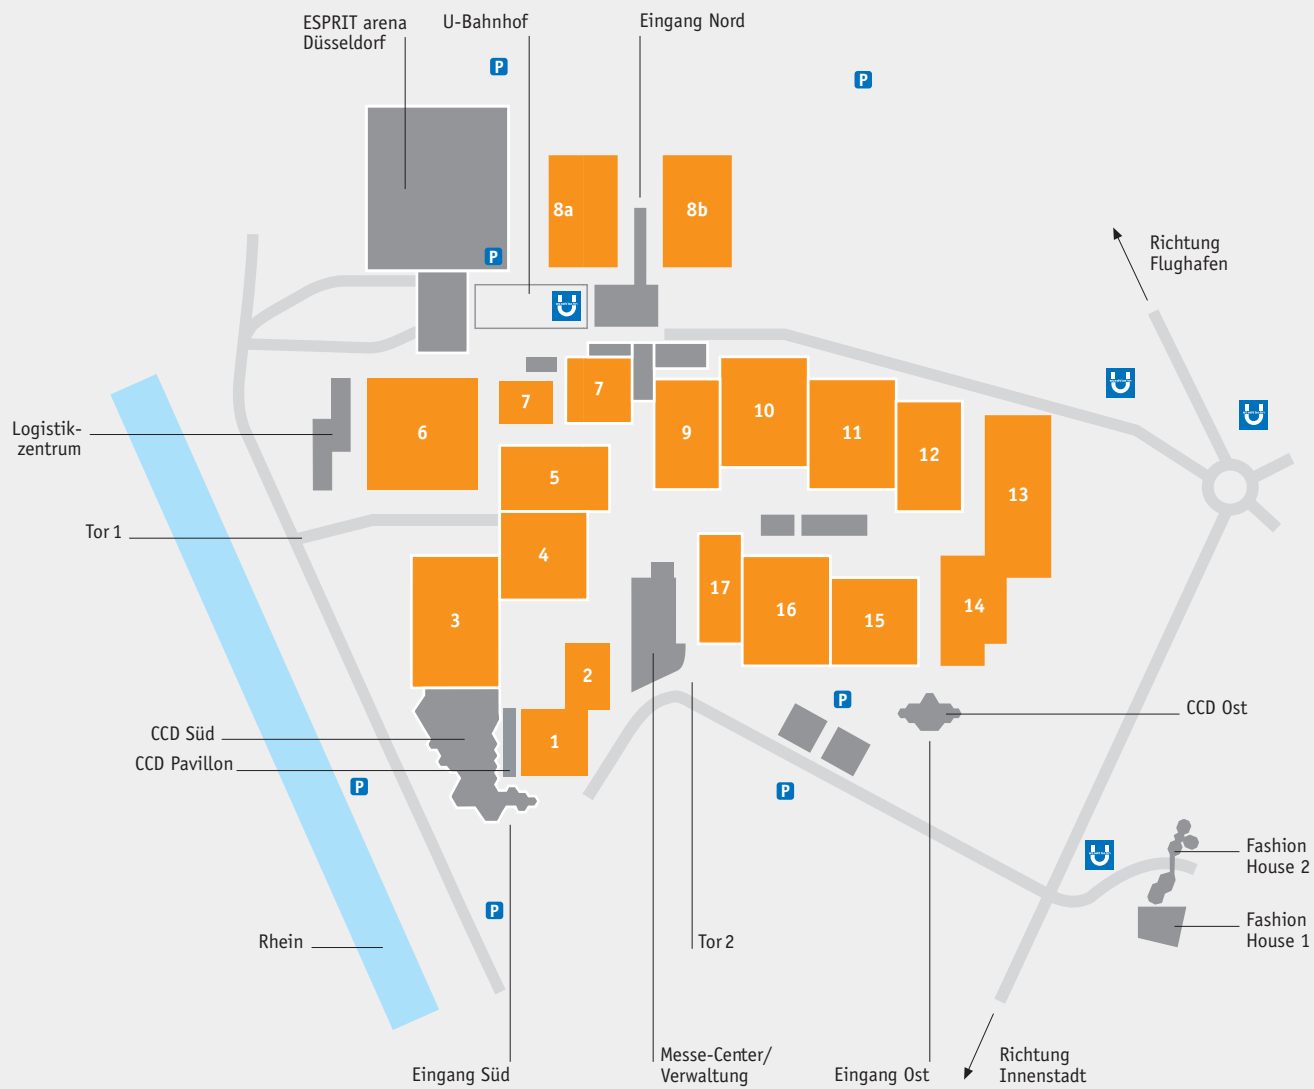 ESPRIT arena
Düsseldorf
U-Bahnhof
Eingang Nord
P
P
8a
8b
P
Richtung
Flughafen
U
U
U
7
7
10
6
9
11
12
Logistik-
zentrum
5
13
Tor 1
4
17
16
15
14
3
2
P
CCD Ost
CCD Süd
1
CCD Pavillon
P
P
U
Fashion
House 2
P
Fashion
House 1
Rhein
Tor 2
Eingang Süd
Messe-Center/
Verwaltung
Eingang Ost
Richtung
Innenstadt